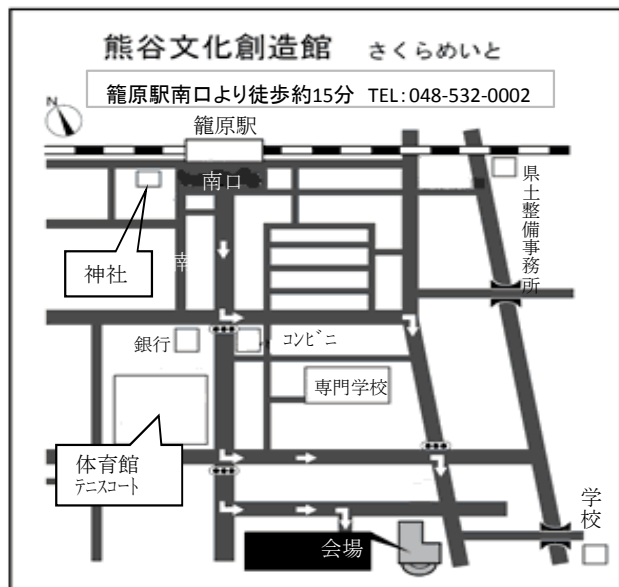 熊谷文化創造館 さくらめいと
籠原駅南口より徒歩約15分 TEL:048-532-0002
N
籠原駅
南口
県土整備事務所
神社
南
銀行
コンビニ
専門学校
体育館
テニスコート
学校
会場